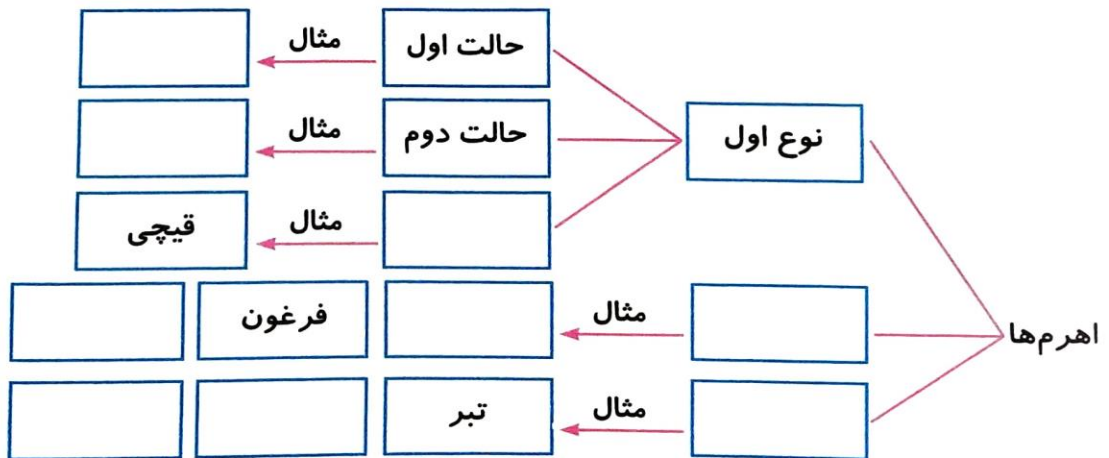 حالت اول مثال
نوع اول
حالت دوم مثال
مثال قیچی
اهرم‌ها
مثال فرغون
مثال تبر